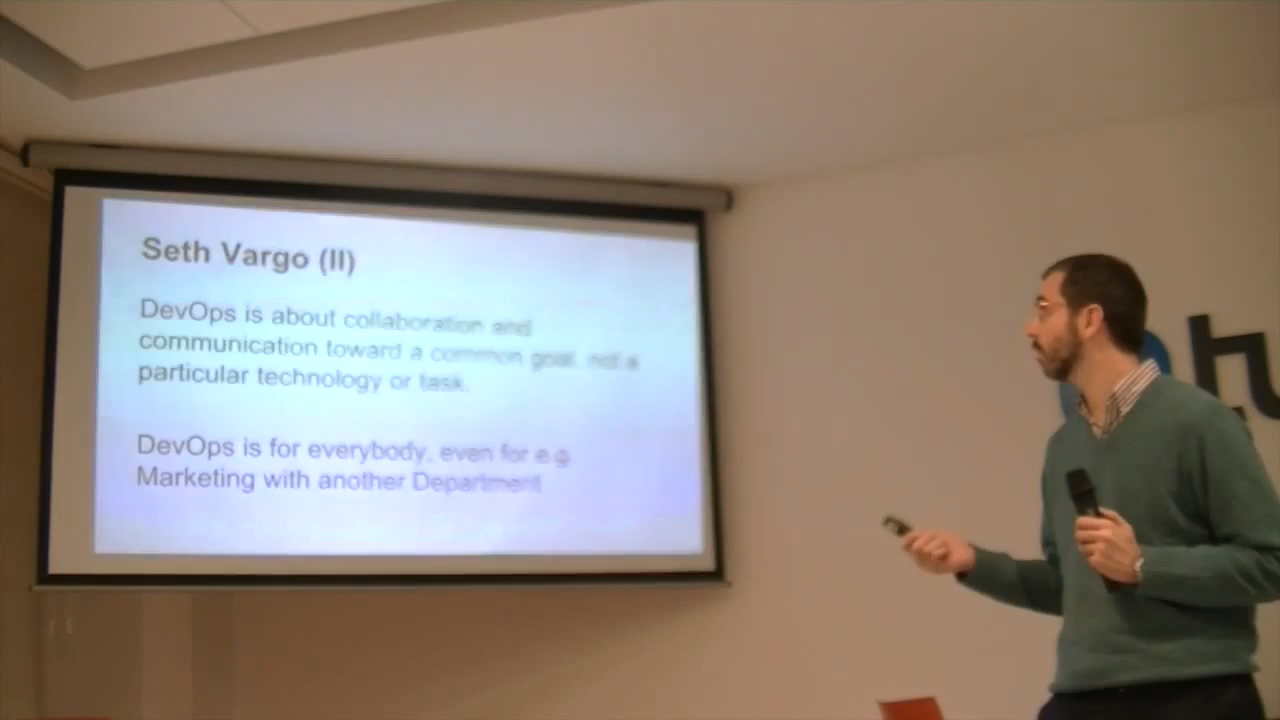 Seth Vargo (II)
DevOps is about collaboration and
communication toward a common goal, not a
particular technology or task.
DevOps is for everybody, even for e.g.
Marketing with another Department